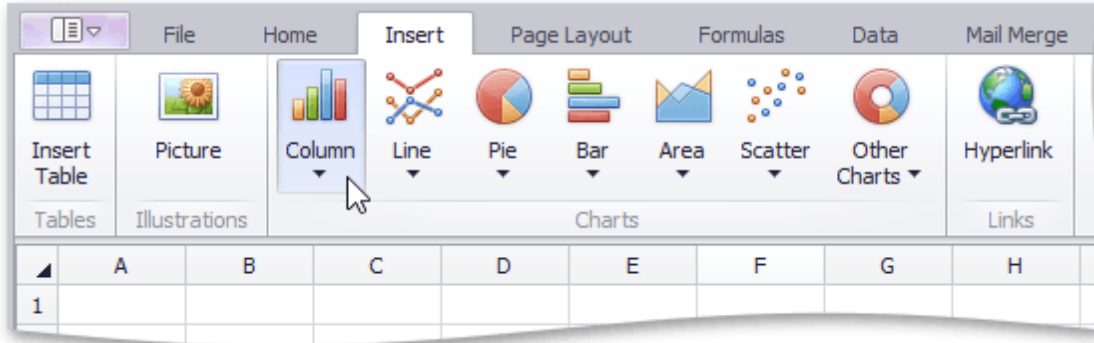 File Home Insert Page Layout Formulas Data Mail Merge
Insert Table
Picture
Column
Line
Pie
Bar
Area
Scatter
Other Charts
Hyperlink
Tables Illustrations Charts Links
A B C D E F G H
1